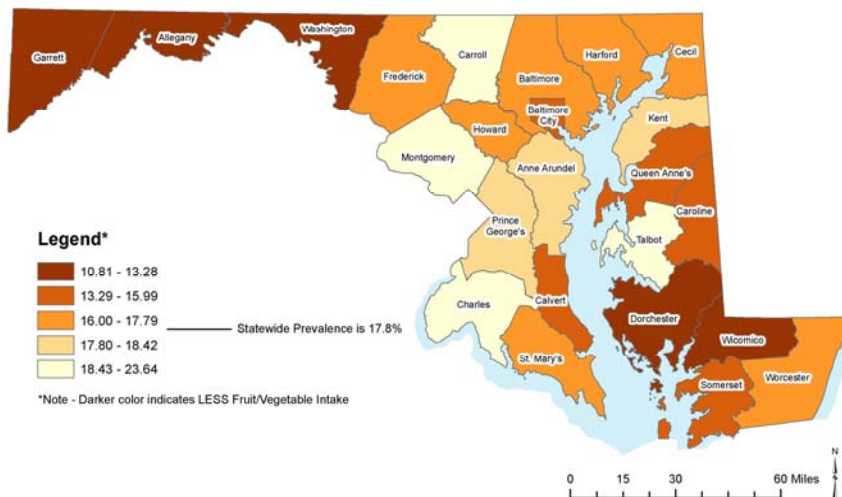 Garrett
Allegany
Washington
Frederick
Carroll
Baltimore
Harford
Cecil
Baltimore
City
Howard
Montgomery
Anne Arundel
Kent
Queen Anne's
Caroline
Talbot
Prince
George's
Charles
Calvert
St. Mary's
Dorchester
Wicomico
Somerset
Worcester
Legend*
10.81 - 13.28
13.29 - 15.99
16.00 - 17.79
17.80 - 18.42
18.43 - 23.64
Statewide Prevalence is 17.8%
*Note - Darker color indicates LESS Fruit/Vegetable Intake
0 15 30 60 Miles
N